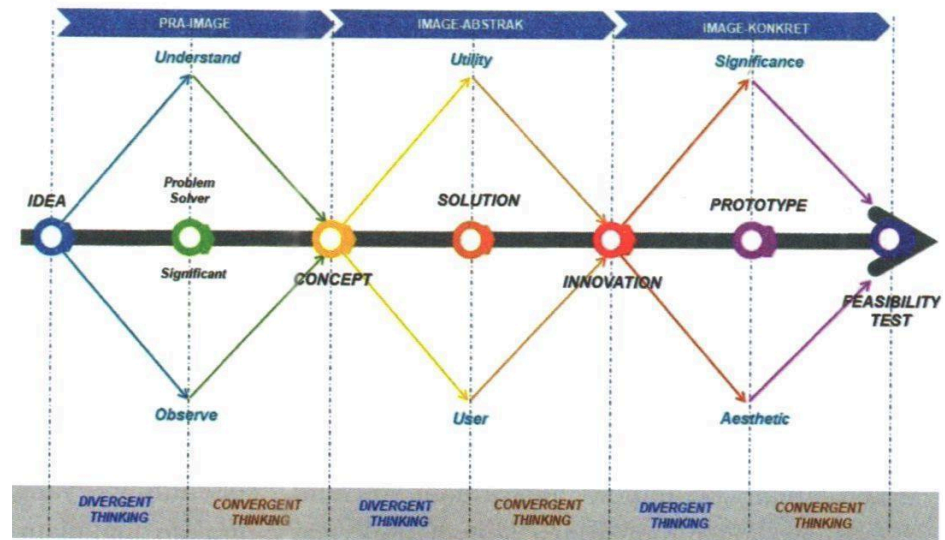 PRA-IMAGE
IMAGE-ABSTRAK
IMAGE-KONKRET
Understand
Utility
Significance
IDEA
Problem
Solver
SOLUTION
PROTOTYPE
Significant
CONCEPT
INNOVATION
FEASIBILITY
TEST
Observe
User
Aesthetic
DIVERGENT
THINKING
CONVERGENT
THINKING
DIVERGENT
THINKING
CONVERGENT
THINKING
DIVERGENT
THINKING
CONVERGENT
THINKING